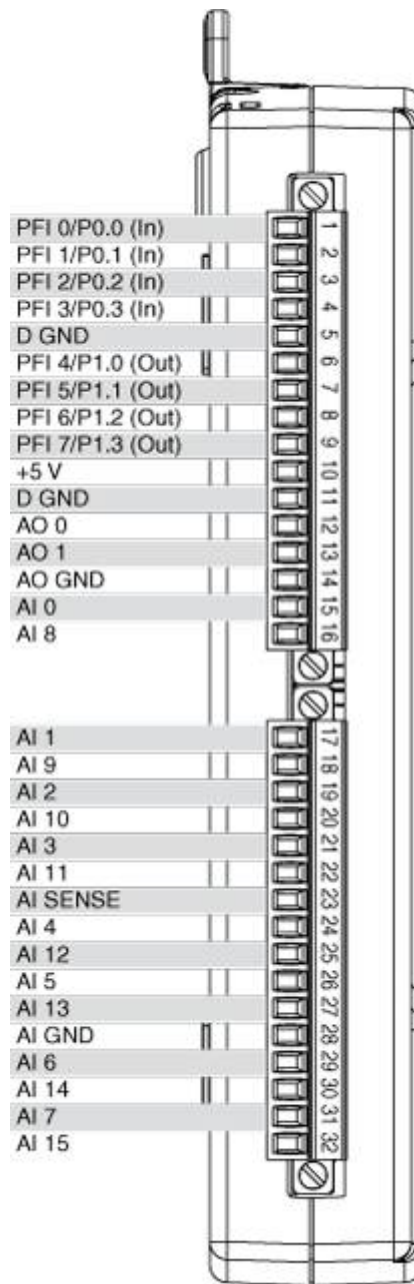 PFI 0/P0.0 (In) 1
PFI 1/P0.1 (In) 2
PFI 2/P0.2 (In) 3
PFI 3/P0.3 (In) 4
D GND 5
PFI 4/P1.0 (Out) 6
PFI 5/P1.1 (Out) 7
PFI 6/P1.2 (Out) 8
PFI 7/P1.3 (Out) 9
+5 V 10
D GND 11
AO 0 12
AO 1 13
AO GND 14
AI 0 15
AI 8 16
AI 1 17
AI 9 18
AI 2 19
AI 10 20
AI 3 21
AI 11 22
AI SENSE 23
AI 4 24
AI 12 25
AI 5 26
AI 13 27
AI GND 28
AI 6 29
AI 14 30
AI 7 31
AI 15 32